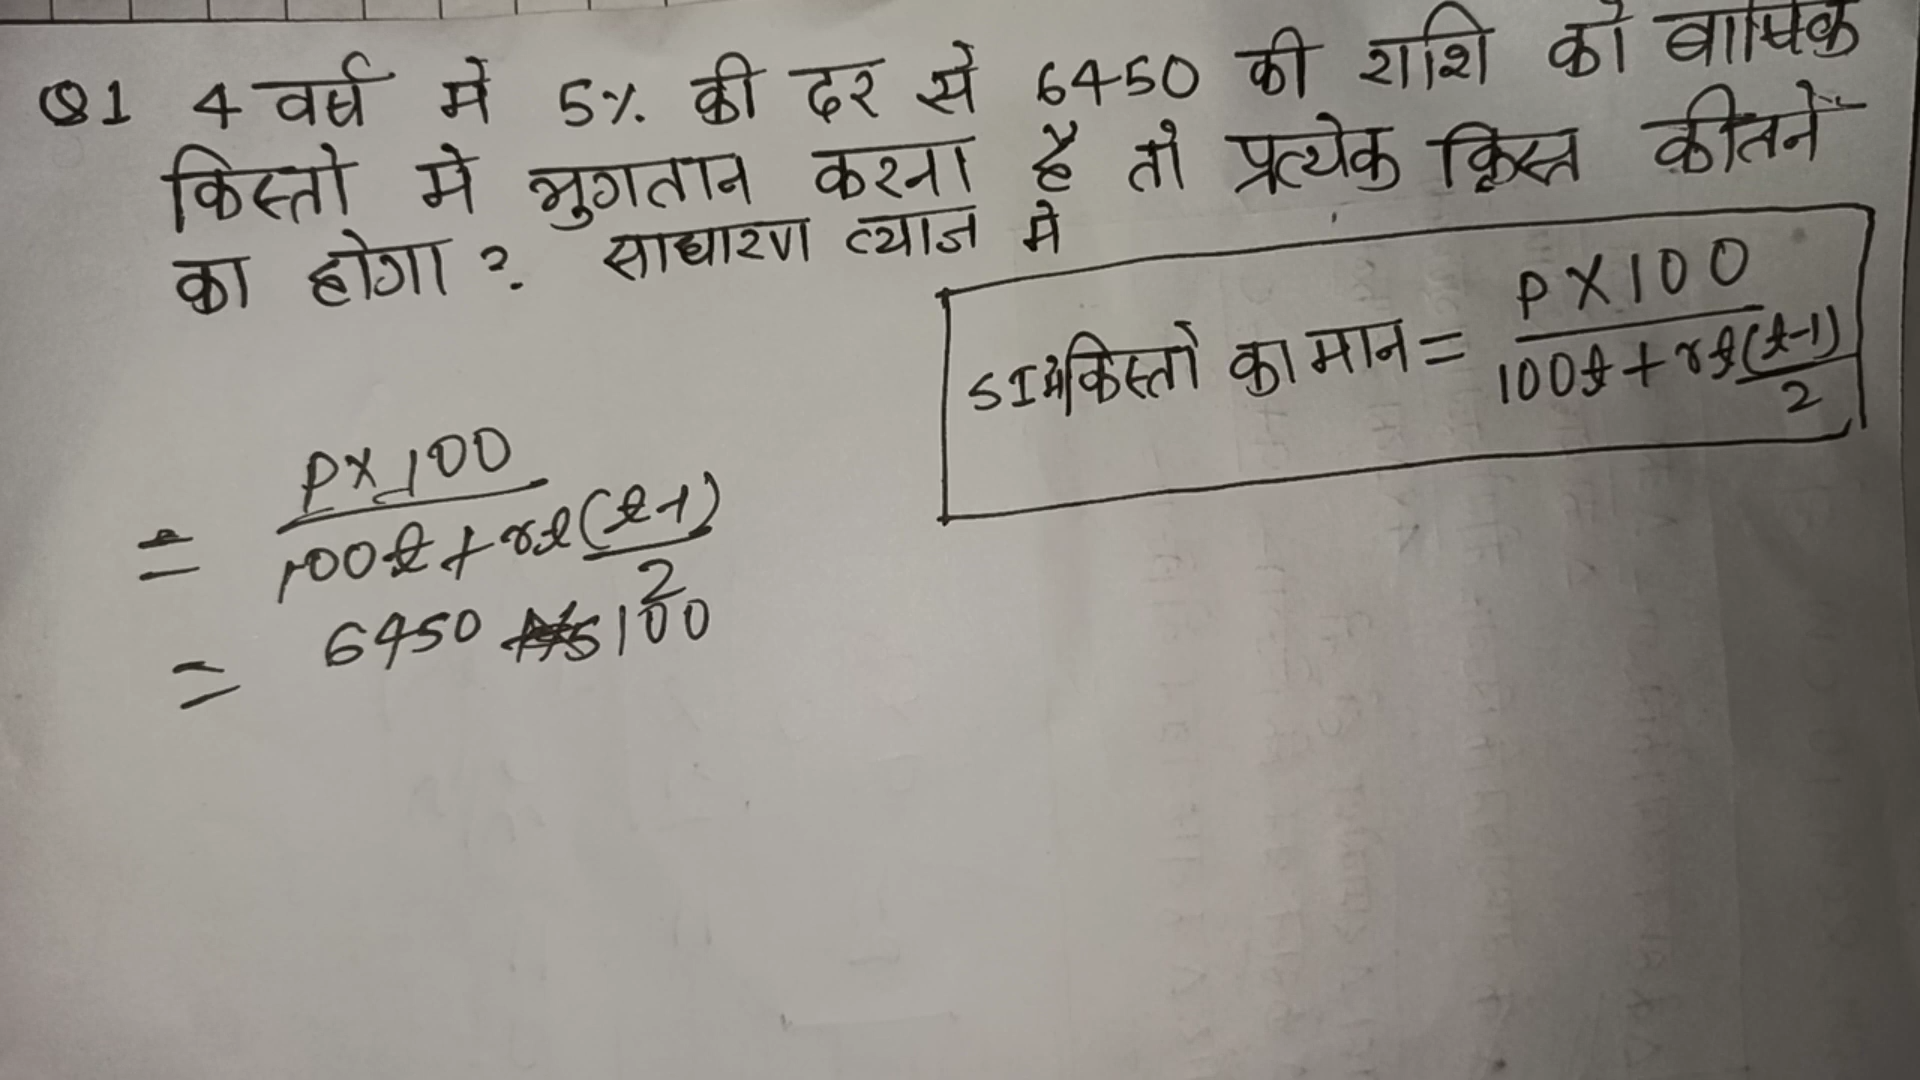 Q1 4 वर्ष में 5% की दर से 6450 की राशि को वार्षिक
किस्तो मे भुगतान करना है तो प्रत्येक किस्त कीतने
का होगा ? साधारण ब्याज मे
SI मे किस्तो का मान = P×100 / 100t + rt(t-1)/2
= P×100 / 100t + rt(t-1)/2
= 6450 100